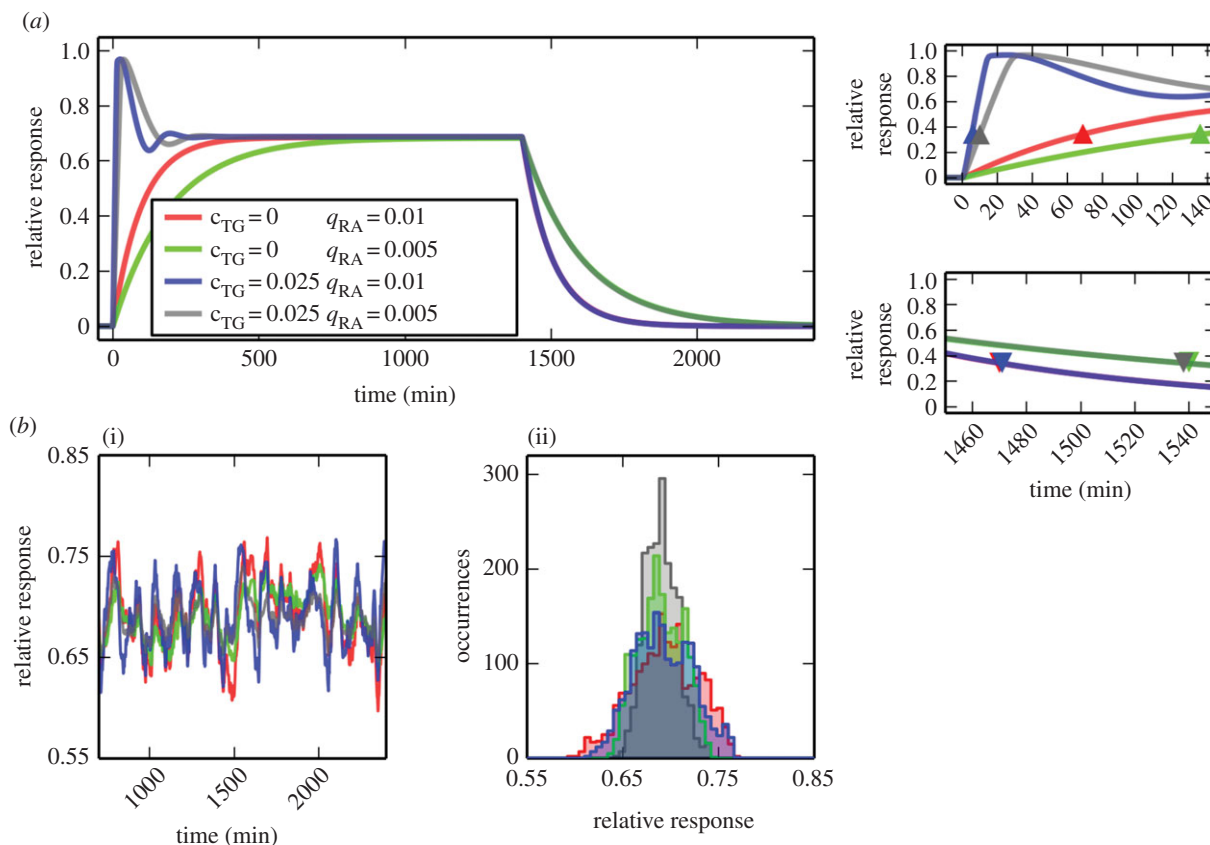 (a)
1.0
0.8
0.6
0.4
0.2
0
relative response
c_TG = 0 q_RA = 0.01
c_TG = 0 q_RA = 0.005
c_TG = 0.025 q_RA = 0.01
c_TG = 0.025 q_RA = 0.005
0 500 1000 1500 2000
time (min)
1.0
0.8
0.6
0.4
0.2
0
relative
response
0 20 40 60 80 100 120 140
1.0
0.8
0.6
0.4
0.2
0
relative
response
1460 1480 1500 1520 1540
time (min)
(b)
(i)
0.85
0.75
0.65
0.55
relative response
1000 1500 2000
time (min)
(ii)
300
200
100
0
occurrences
0.55 0.65 0.75 0.85
relative response